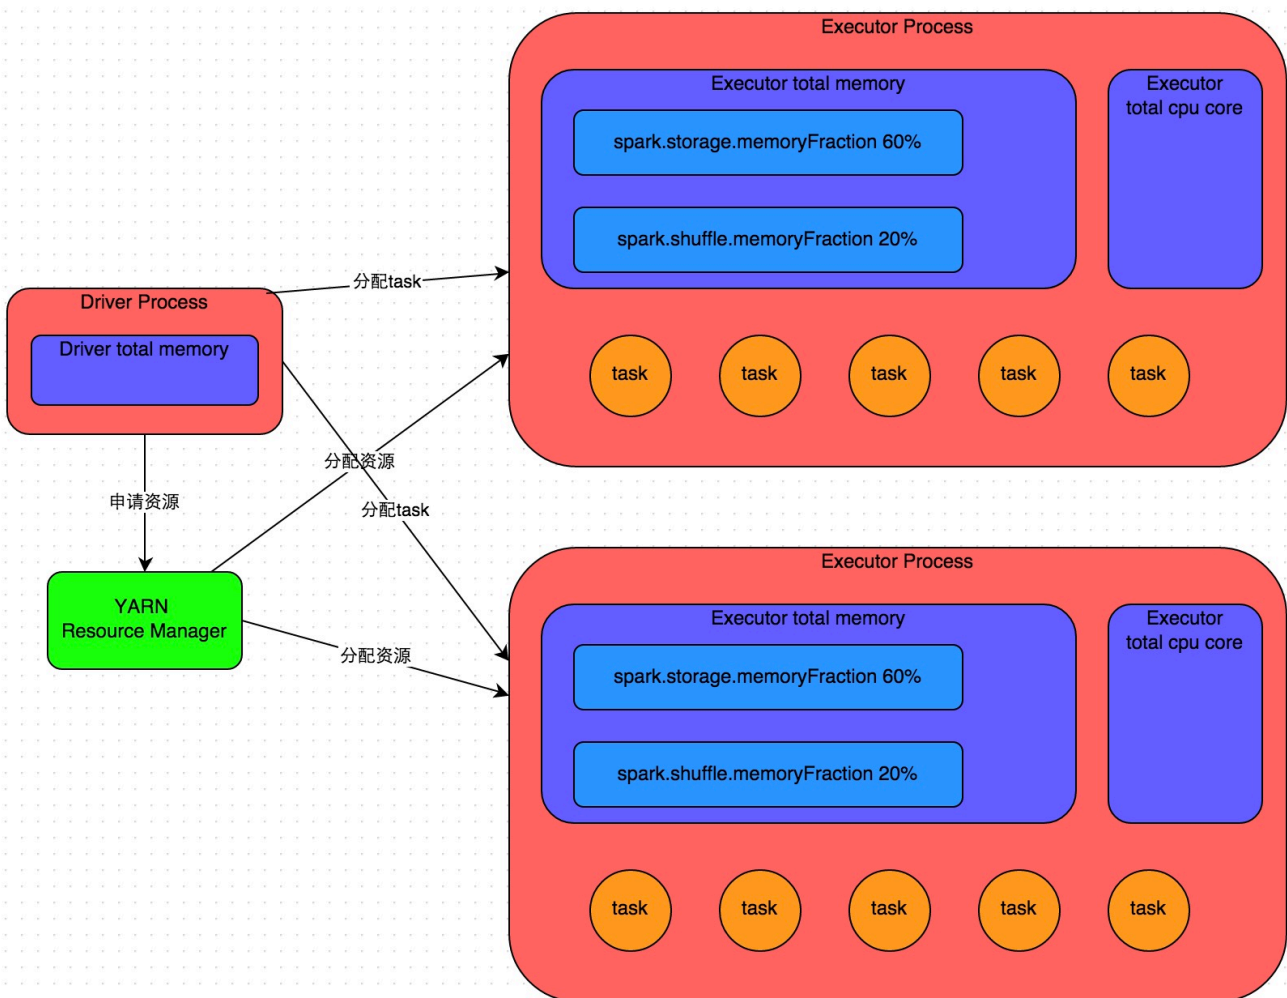 Executor Process
Executor total memory
spark.storage.memoryFraction 60%
spark.shuffle.memoryFraction 20%
Executor
total cpu core
task
task
task
task
task
Driver Process
Driver total memory
分配task
分配资源
分配task
申请资源
YARN
Resource Manager
分配资源
Executor Process
Executor total memory
spark.storage.memoryFraction 60%
spark.shuffle.memoryFraction 20%
Executor
total cpu core
task
task
task
task
task